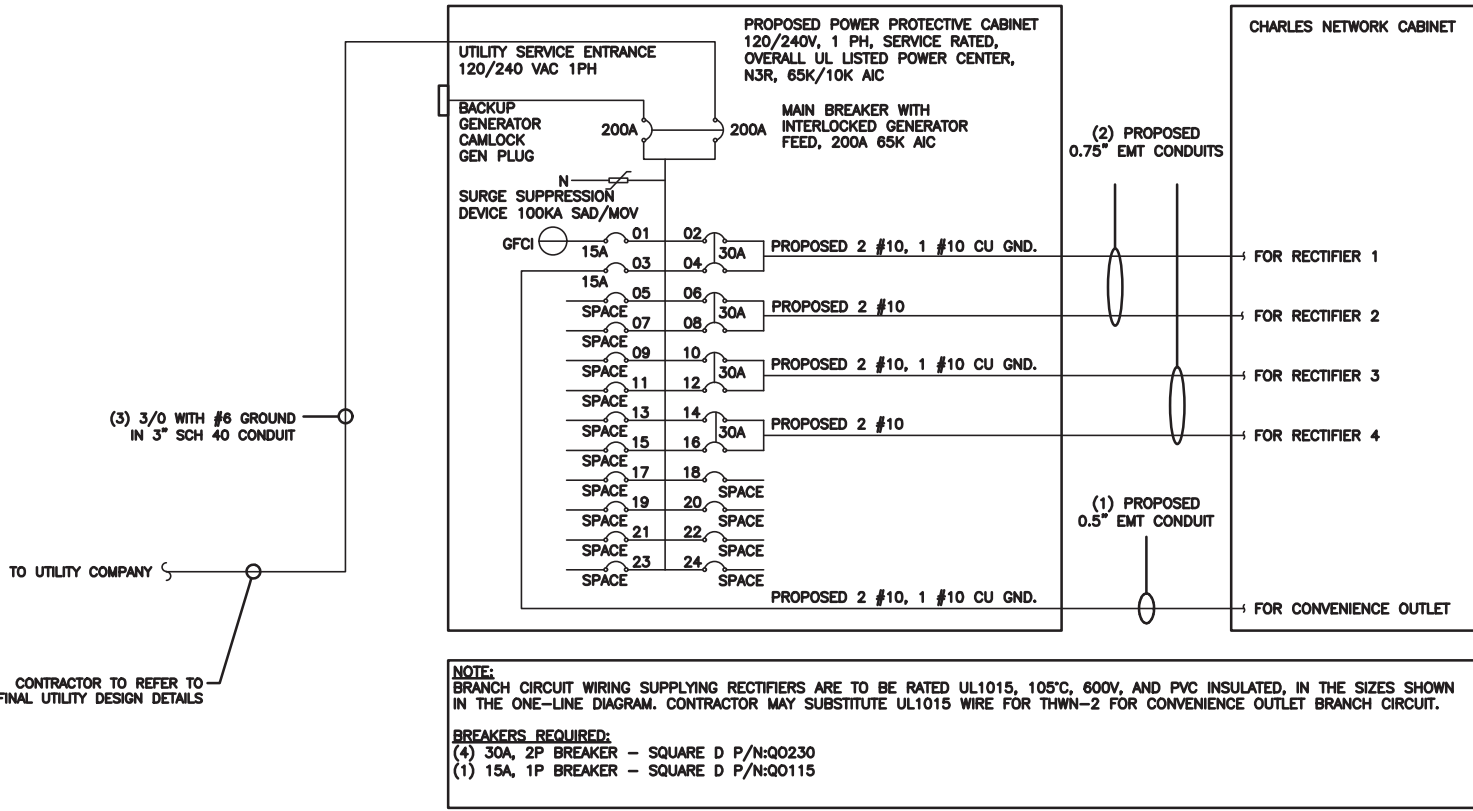 UTILITY SERVICE ENTRANCE
120/240 VAC 1PH
PROPOSED POWER PROTECTIVE CABINET
120/240V, 1 PH, SERVICE RATED,
OVERALL UL LISTED POWER CENTER,
N3R, 65K/10K AIC
CHARLES NETWORK CABINET
BACKUP
GENERATOR
CAMLOCK
GEN PLUG
200A
200A
MAIN BREAKER WITH
INTERLOCKED GENERATOR
FEED, 200A 65K AIC
(2) PROPOSED
0.75" EMT CONDUITS
N
SURGE SUPPRESSION
DEVICE 100KA SAD/MOV
GFCI
15A
01
02
30A
PROPOSED 2 #10, 1 #10 CU GND.
FOR RECTIFIER 1
15A
03
04
SPACE
05
06
30A
PROPOSED 2 #10
FOR RECTIFIER 2
SPACE
07
08
SPACE
09
10
30A
PROPOSED 2 #10, 1 #10 CU GND.
FOR RECTIFIER 3
SPACE
11
12
SPACE
13
14
30A
PROPOSED 2 #10
FOR RECTIFIER 4
SPACE
15
16
SPACE
17
18
SPACE
SPACE
19
20
SPACE
SPACE
21
22
SPACE
SPACE
23
24
SPACE
(3) 3/0 WITH #6 GROUND
IN 3" SCH 40 CONDUIT
(1) PROPOSED
0.5" EMT CONDUIT
TO UTILITY COMPANY
PROPOSED 2 #10, 1 #10 CU GND.
FOR CONVENIENCE OUTLET
CONTRACTOR TO REFER TO
FINAL UTILITY DESIGN DETAILS
NOTE:
BRANCH CIRCUIT WIRING SUPPLYING RECTIFIERS ARE TO BE RATED UL1015, 105°C, 600V, AND PVC INSULATED, IN THE SIZES SHOWN
IN THE ONE-LINE DIAGRAM. CONTRACTOR MAY SUBSTITUTE UL1015 WIRE FOR THWN-2 FOR CONVENIENCE OUTLET BRANCH CIRCUIT.
BREAKERS REQUIRED:
(4) 30A, 2P BREAKER - SQUARE D P/N:QO230
(1) 15A, 1P BREAKER - SQUARE D P/N:QO115